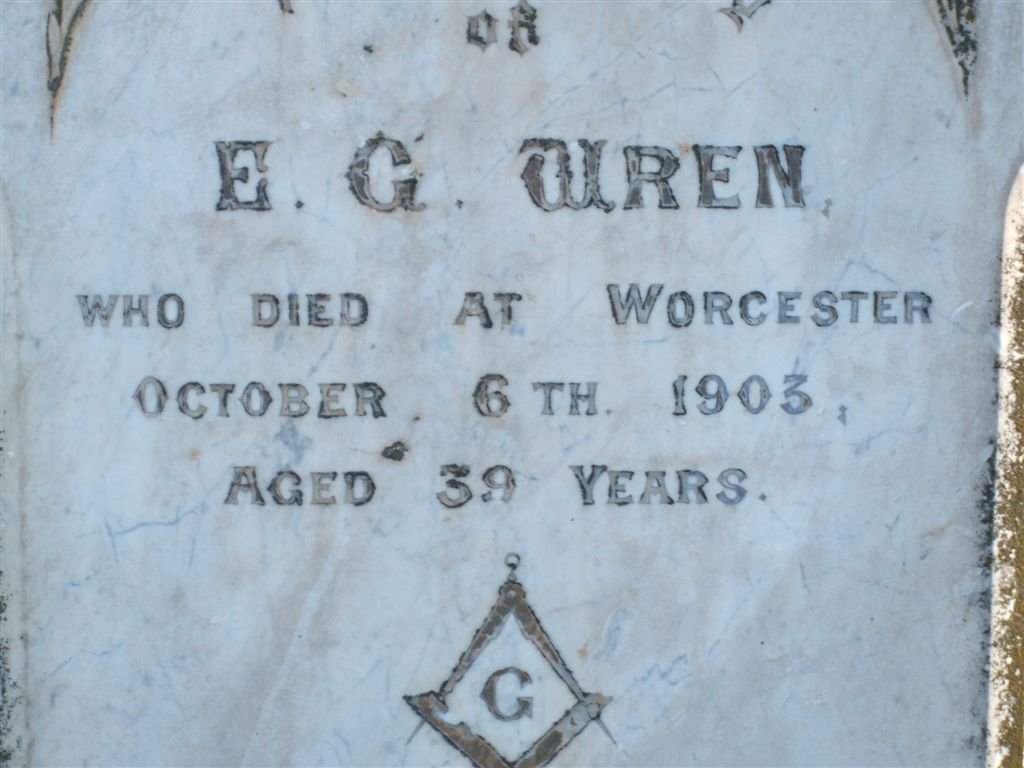 OF
E. G. WREN.
WHO DIED AT WORCESTER
OCTOBER 6TH. 1903,
AGED 39 YEARS.
G